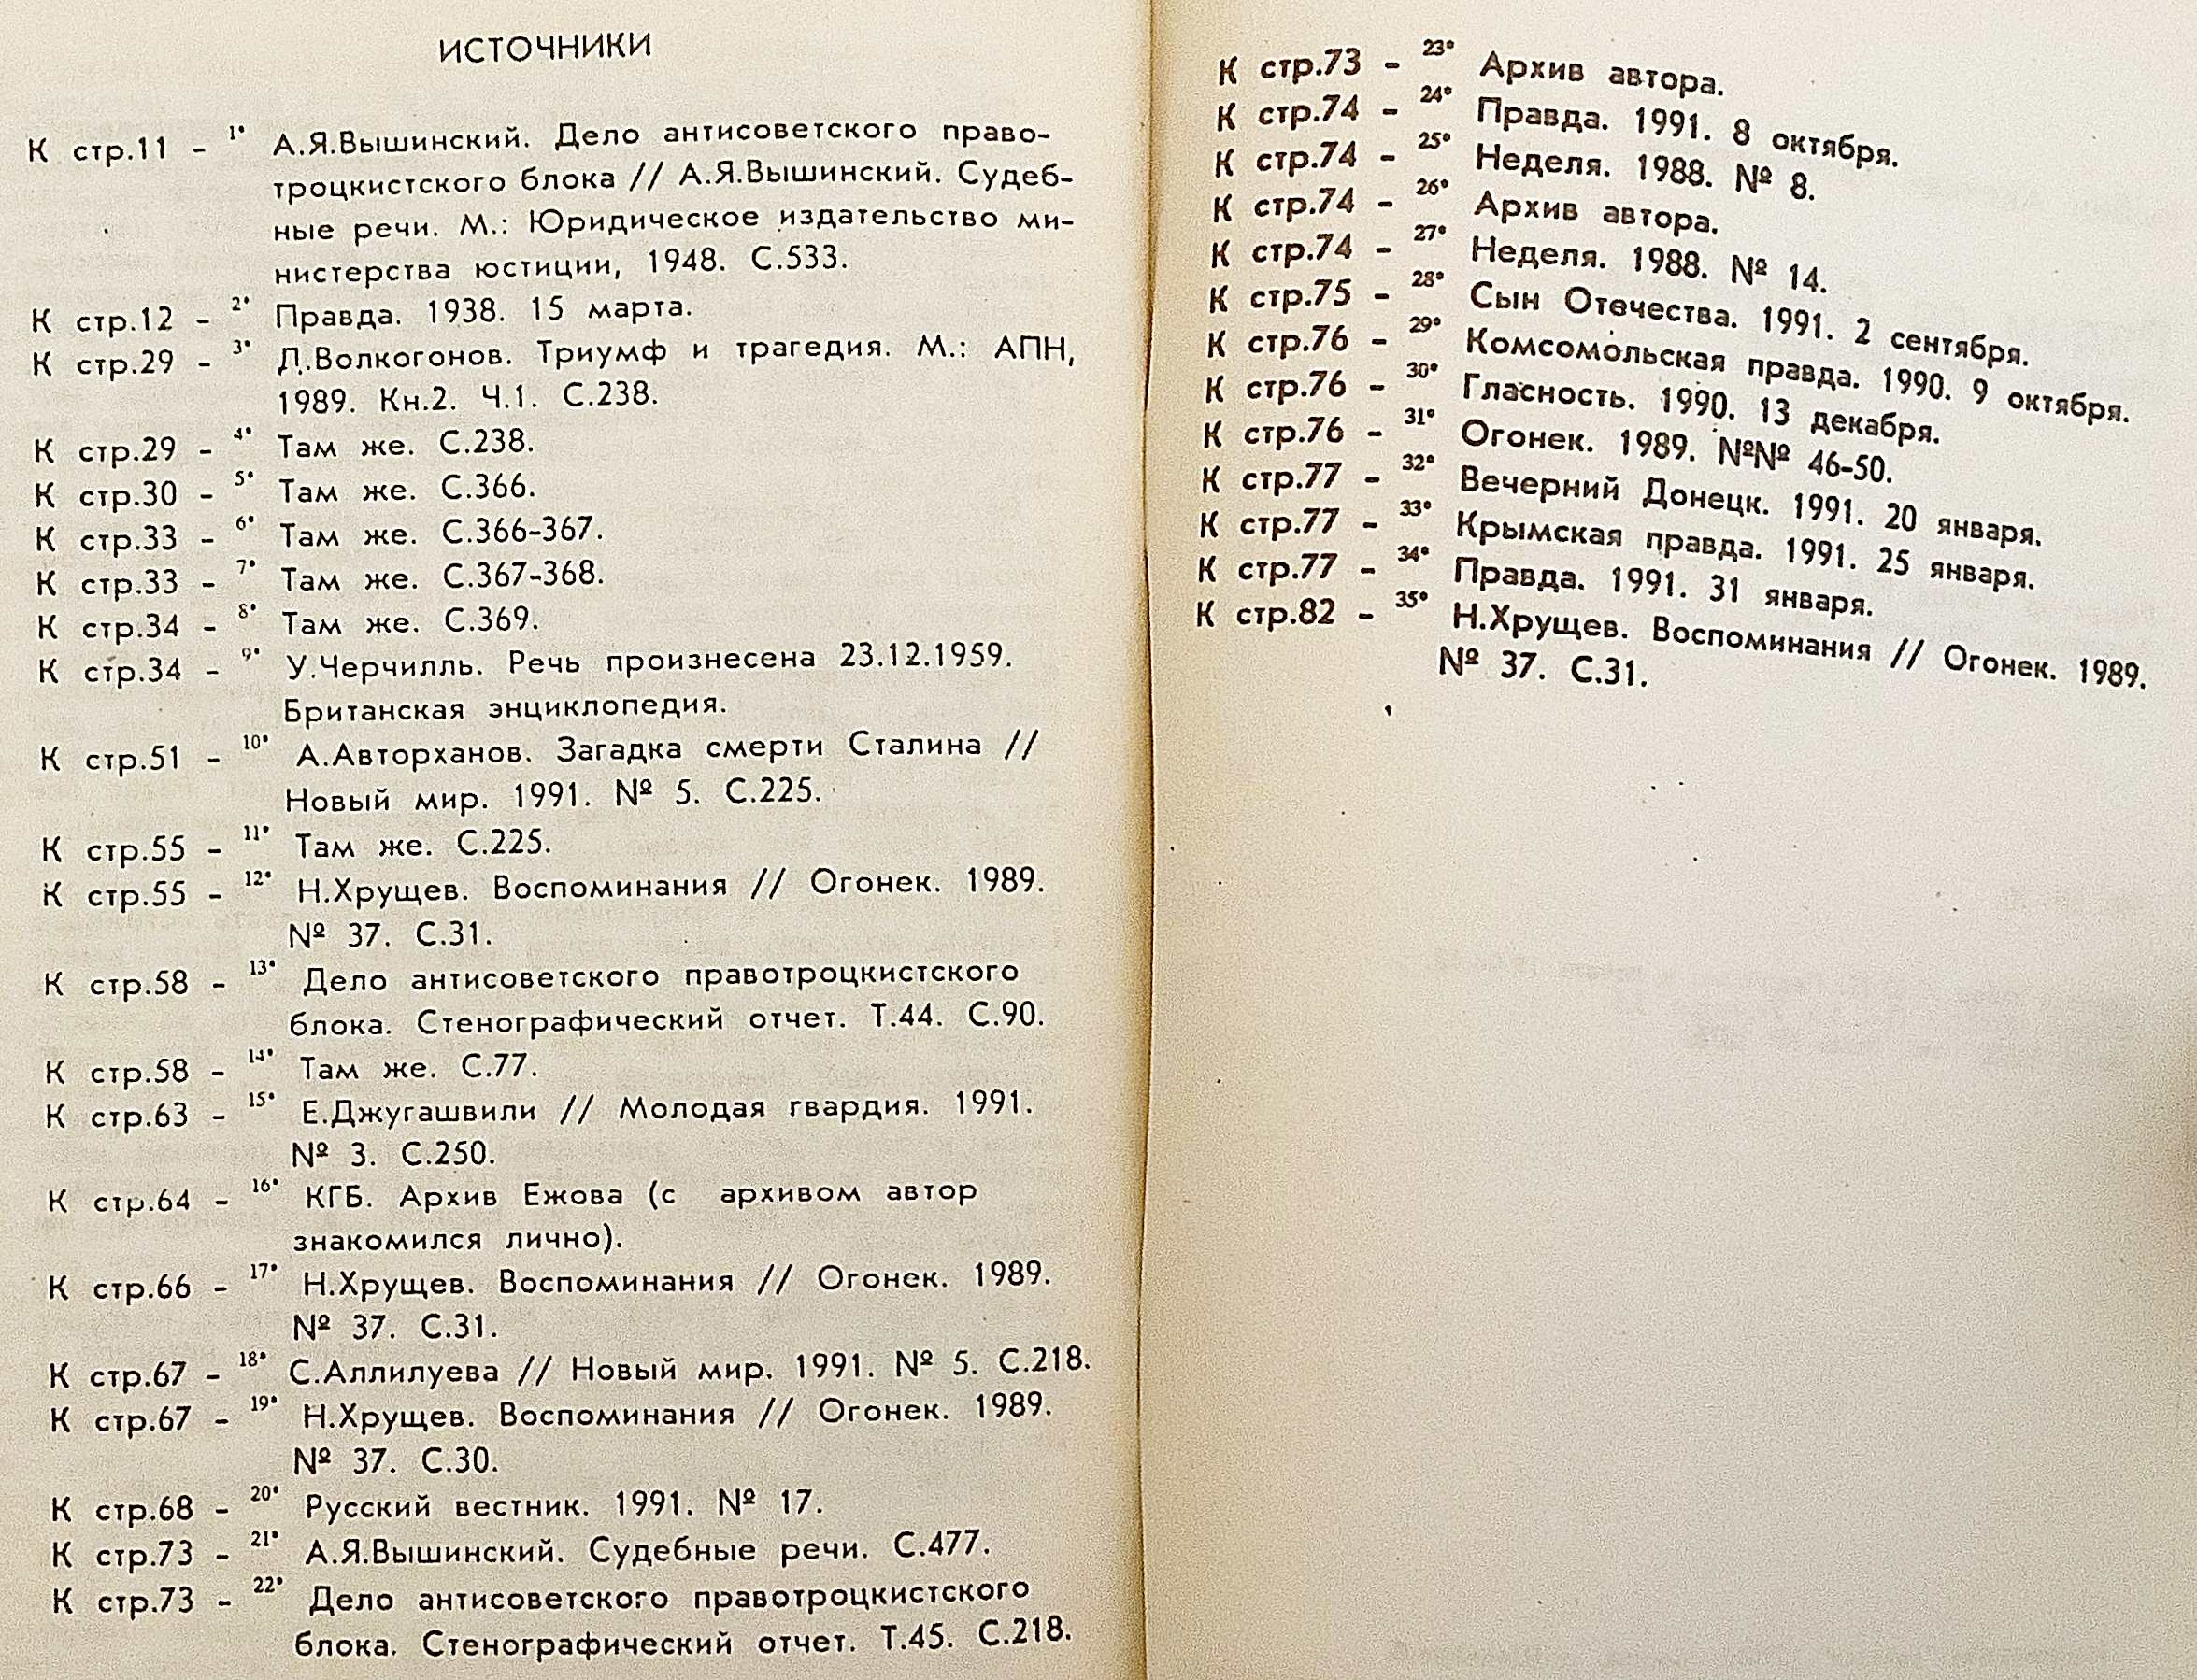 ИСТОЧНИКИ
К стр.11 - 1* А.Я.Вышинский. Дело антисоветского право-
троцкистского блока // А.Я.Вышинский. Судеб-
ные речи. М.: Юридическое издательство ми-
нистерства юстиции, 1948. С.533.
К стр.12 - 2* Правда. 1938. 15 марта.
К стр.29 - 3* Д.Волкогонов. Триумф и трагедия. М.: АПН,
1989. Кн.2. Ч.1. С.238.
К стр.29 - 4* Там же. С.238.
К стр.30 - 5* Там же. С.366.
К стр.33 - 6* Там же. С.366-367.
К стр.33 - 7* Там же. С.367-368.
К стр.34 - 8* Там же. С.369.
К стр.34 - 9* У.Черчилль. Речь произнесена 23.12.1959.
Британская энциклопедия.
К стр.51 - 10* А.Авторханов. Загадка смерти Сталина //
Новый мир. 1991. № 5. С.225.
К стр.55 - 11* Там же. С.225.
К стр.55 - 12* Н.Хрущев. Воспоминания // Огонек. 1989.
№ 37. С.31.
К стр.58 - 13* Дело антисоветского правотроцкистского
блока. Стенографический отчет. Т.44. С.90.
К стр.58 - 14* Там же. С.77.
К стр.63 - 15* Е.Джугашвили // Молодая гвардия. 1991.
№ 3. С.250.
К стр.64 - 16* КГБ. Архив Ежова (с архивом автор
знакомился лично).
К стр.66 - 17* Н.Хрущев. Воспоминания // Огонек. 1989.
№ 37. С.31.
К стр.67 - 18* С.Аллилуева // Новый мир. 1991. № 5. С.218.
К стр.67 - 19* Н.Хрущев. Воспоминания // Огонек. 1989.
№ 37. С.30.
К стр.68 - 20* Русский вестник. 1991. № 17.
К стр.73 - 21* А.Я.Вышинский. Судебные речи. С.477.
К стр.73 - 22* Дело антисоветского правотроцкистского
блока. Стенографический отчет. Т.45. С.218.
К стр.73 - 23* Архив автора.
К стр.74 - 24* Правда. 1991. 8 октября.
К стр.74 - 25* Неделя. 1988. № 8.
К стр.74 - 26* Архив автора.
К стр.74 - 27* Неделя. 1988. № 14.
К стр.75 - 28* Сын Отечества. 1991. 2 сентября.
К стр.76 - 29* Комсомольская правда. 1990. 9 октября.
К стр.76 - 30* Гласность. 1990. 13 декабря.
К стр.76 - 31* Огонек. 1989. №№ 46-50.
К стр.77 - 32* Вечерний Донецк. 1991. 20 января.
К стр.77 - 33* Крымская правда. 1991. 25 января.
К стр.77 - 34* Правда. 1991. 31 января.
К стр.82 - 35* Н.Хрущев. Воспоминания // Огонек. 1989.
№ 37. С.31.